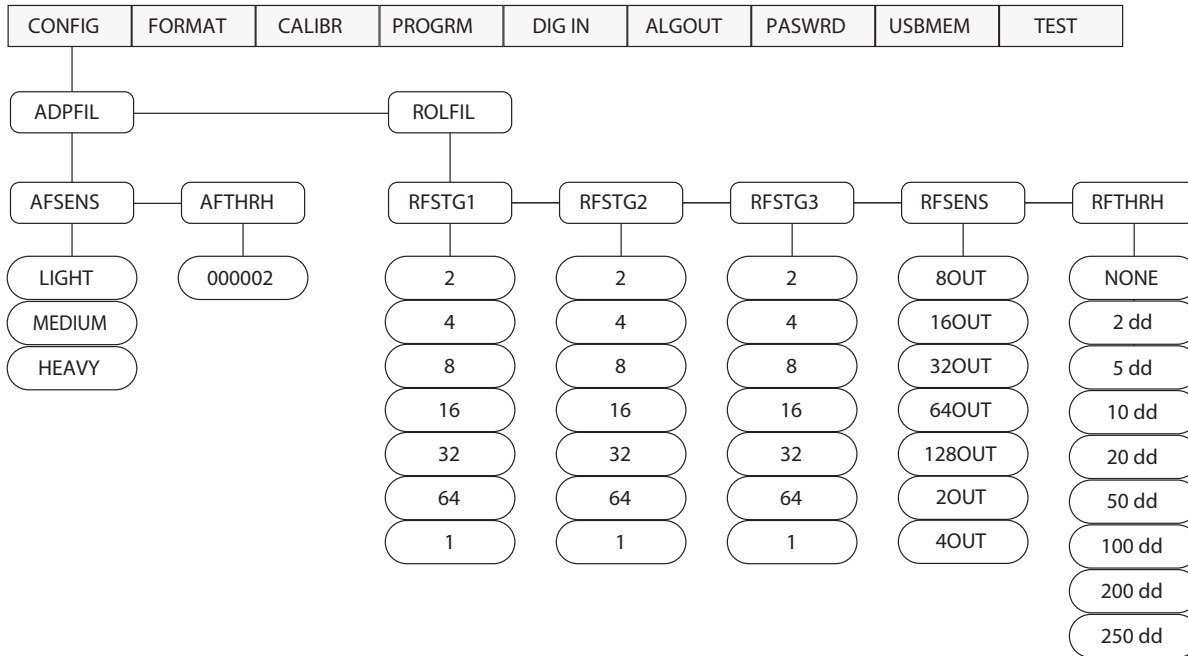 CONFIG FORMAT CALIBR PROGRM DIG IN ALGOUT PASWRD USBMEM TEST
ADPFIL ROLFIL
AFSENS AFTHRH RFSTG1 RFSTG2 RFSTG3 RFSENS RFTHRH
LIGHT 000002 2 2 2 8OUT NONE
MEDIUM 4 4 4 16OUT 2 dd
HEAVY 8 8 8 32OUT 5 dd
16 16 16 64OUT 10 dd
32 32 32 128OUT 20 dd
64 64 64 2OUT 50 dd
1 1 1 4OUT 100 dd
200 dd
250 dd